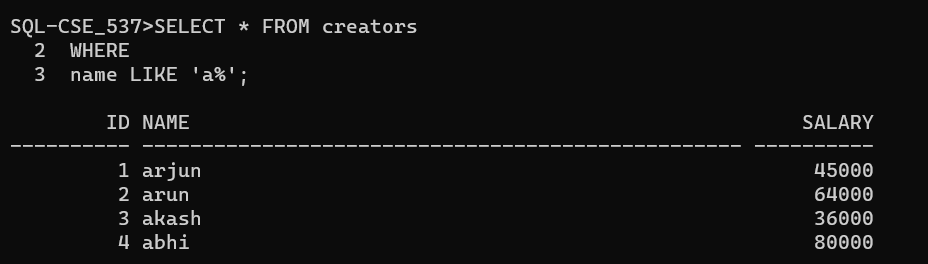 SQL-CSE_537>SELECT * FROM creators
  2  WHERE
  3  name LIKE 'a%';

        ID NAME                                                   SALARY
---------- -------------------------------------------------- ----------
         1 arjun                                                   45000
         2 arun                                                    64000
         3 akash                                                   36000
         4 abhi                                                    80000